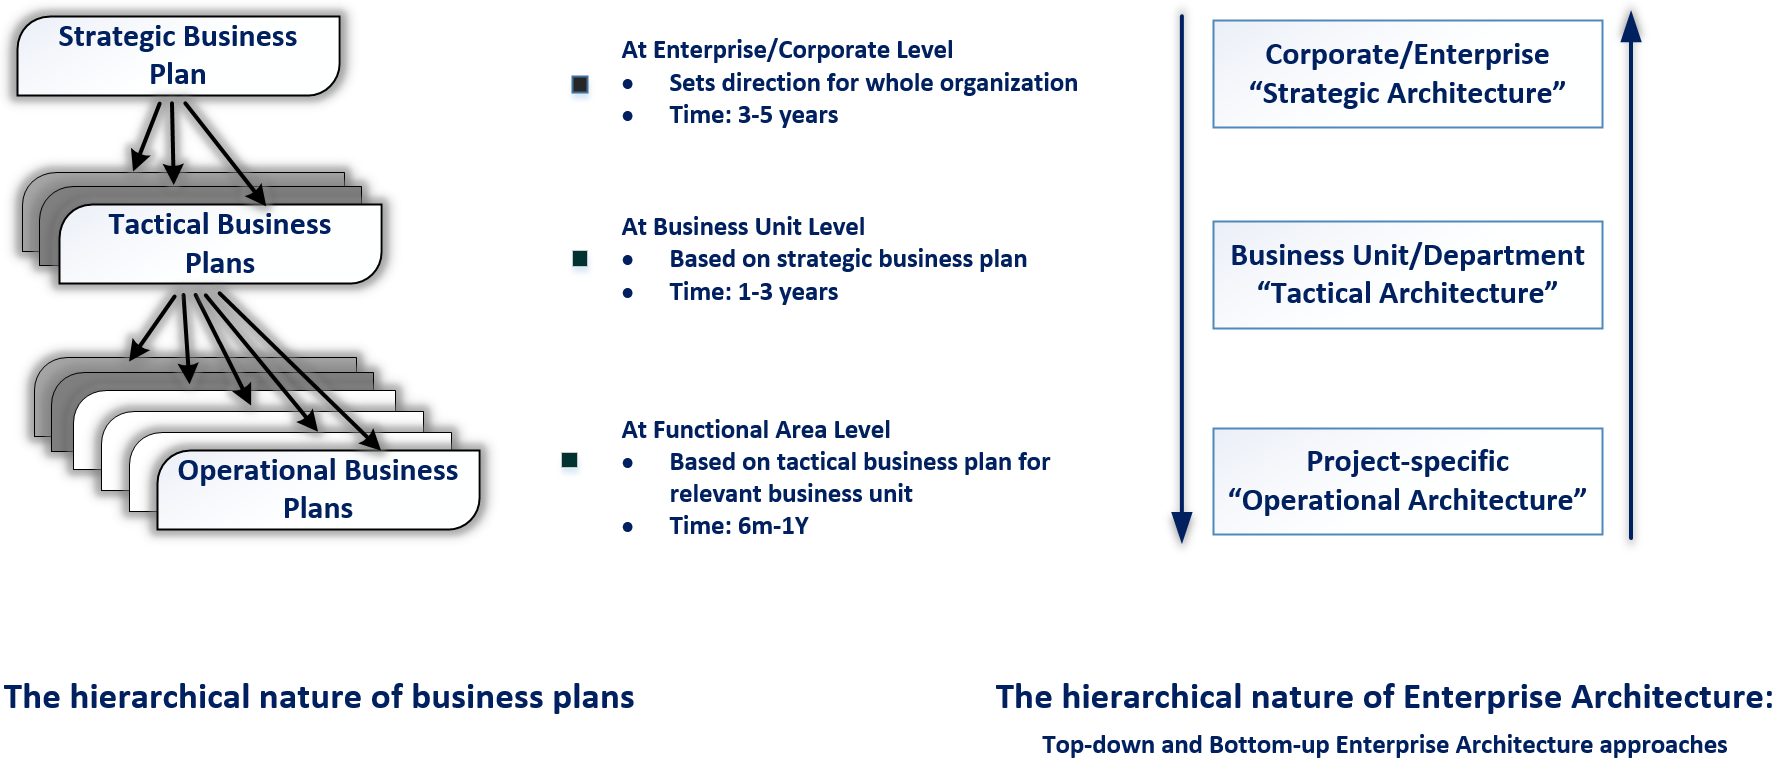 Strategic Business
Plan
Tactical Business
Plans
Operational Business
Plans
At Enterprise/Corporate Level
• Sets direction for whole organization
• Time: 3-5 years
At Business Unit Level
• Based on strategic business plan
• Time: 1-3 years
At Functional Area Level
• Based on tactical business plan for
relevant business unit
• Time: 6m-1Y
Corporate/Enterprise
“Strategic Architecture”
Business Unit/Department
“Tactical Architecture”
Project-specific
“Operational Architecture”
The hierarchical nature of business plans
The hierarchical nature of Enterprise Architecture:
Top-down and Bottom-up Enterprise Architecture approaches